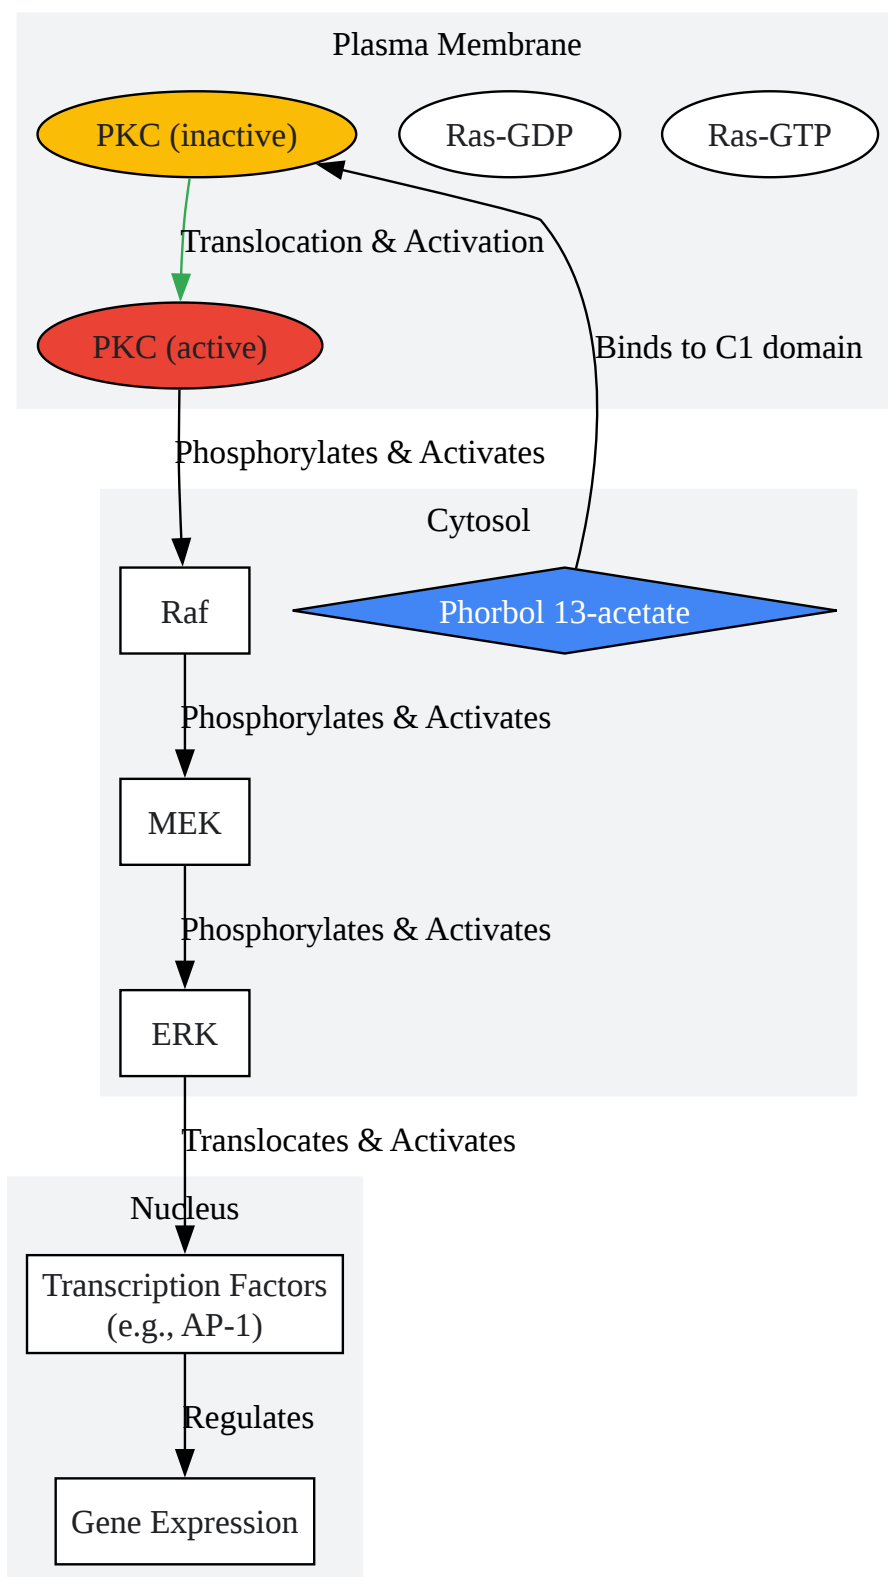 Plasma Membrane
PKC (inactive)
Ras-GDP
Ras-GTP
Translocation & Activation
PKC (active)
Binds to C1 domain
Phosphorylates & Activates
Cytosol
Raf
Phorbol 13-acetate
Phosphorylates & Activates
MEK
Phosphorylates & Activates
ERK
Translocates & Activates
Nucleus
Transcription Factors
(e.g., AP-1)
Regulates
Gene Expression